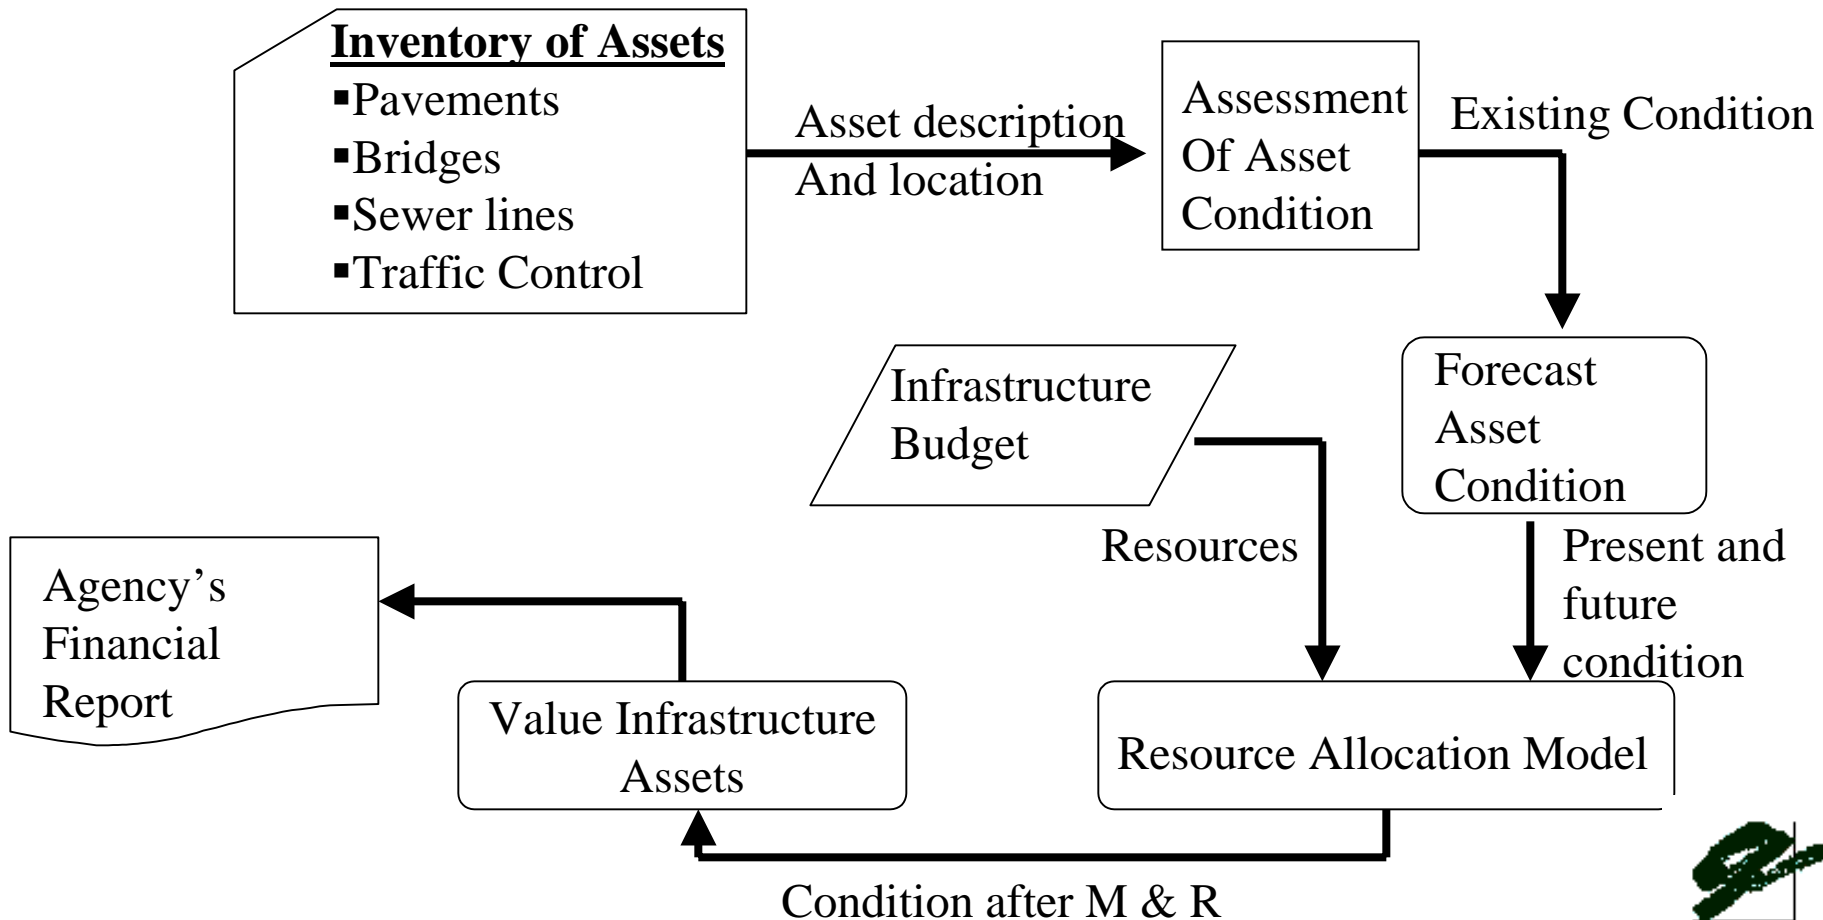 Inventory of Assets
▪Pavements
▪Bridges
▪Sewer lines
▪Traffic Control
Asset description
And location
Assessment
Of Asset
Condition
Existing Condition
Infrastructure
Budget
Forecast
Asset
Condition
Resources
Present and
future
condition
Agency’s
Financial
Report
Value Infrastructure
Assets
Resource Allocation Model
Condition after M & R